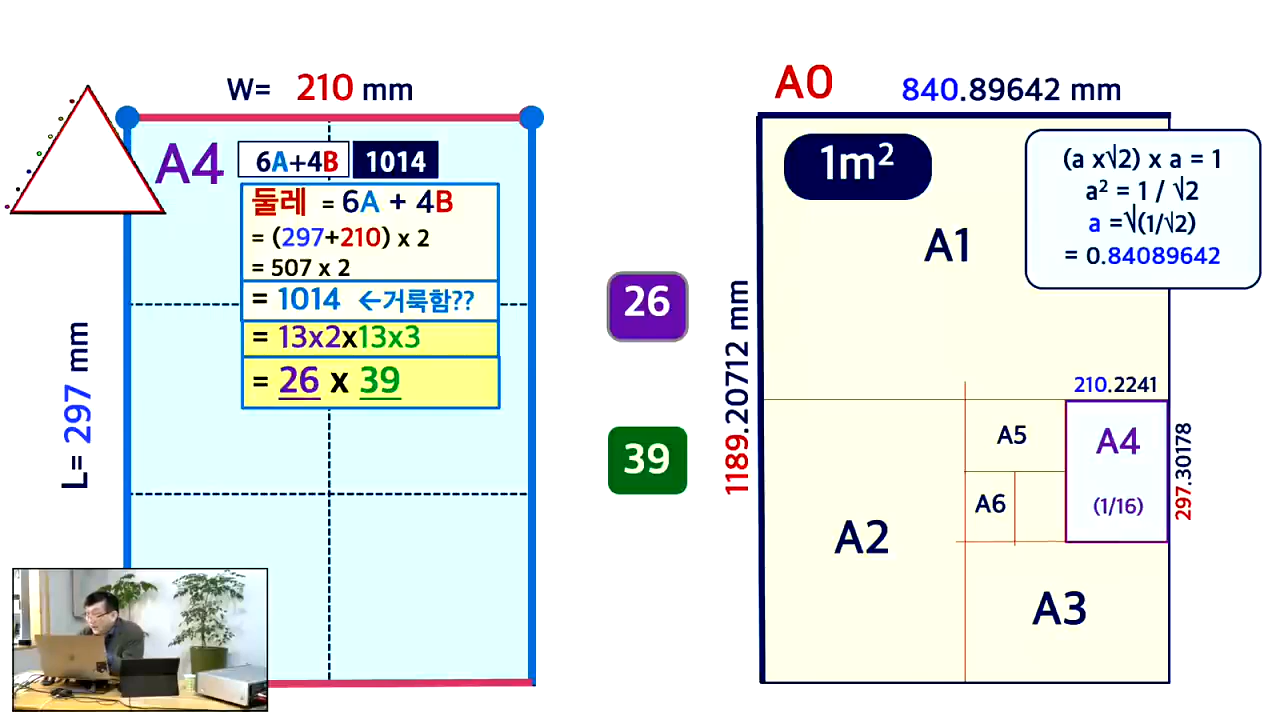 W= 210 mm
A4
6A+4B
1014
둘레 = 6A + 4B
= (297+210) x 2
= 507 x 2
= 1014 ←거룩함??
= 13x2x13x3
= 26 x 39
L= 297 mm
26
39
A0
840.89642 mm
1m²
(a x√2) x a = 1
a² = 1 / √2
a =√(1/√2)
= 0.84089642
A1
1189.20712 mm
210.2241
A5
A4
A6
(1/16)
297.30178
A2
A3